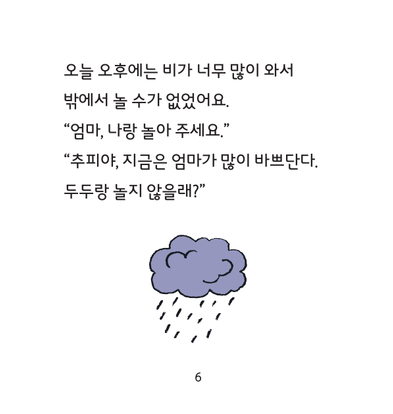 오늘 오후에는 비가 너무 많이 와서
밖에서 놀 수가 없었어요.
“엄마, 나랑 놀아 주세요.”
“추피야, 지금은 엄마가 많이 바쁘단다.
두두랑 놀지 않을래?”
6